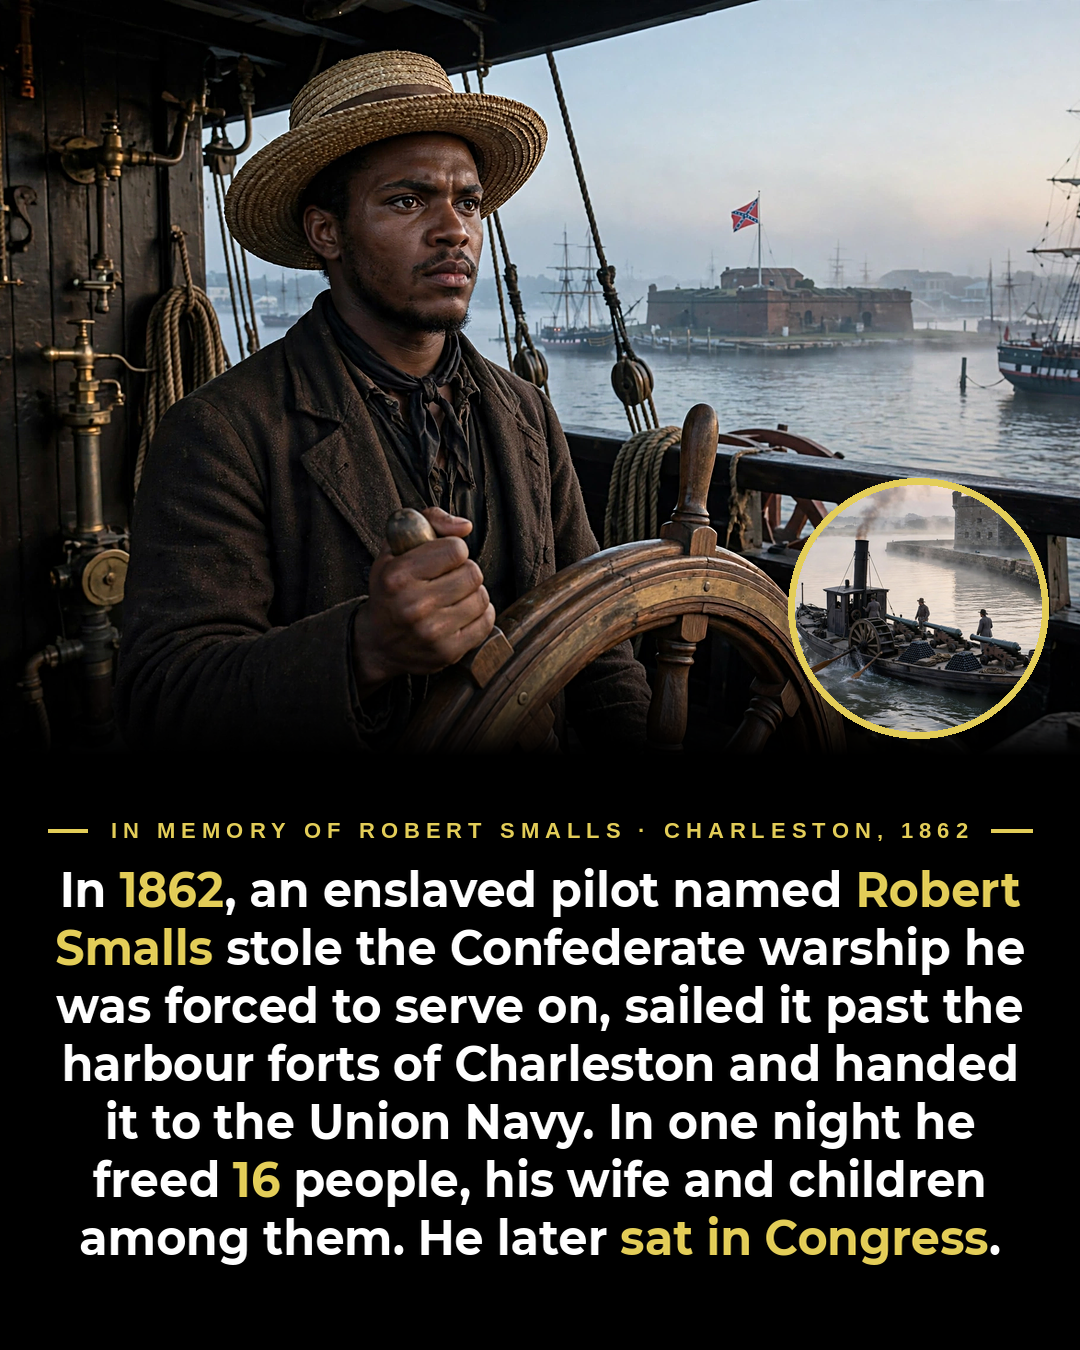 IN MEMORY OF ROBERT SMALLS · CHARLESTON, 1862
In 1862, an enslaved pilot named Robert
Smalls stole the Confederate warship he
was forced to serve on, sailed it past the
harbour forts of Charleston and handed
it to the Union Navy. In one night he
freed 16 people, his wife and children
among them. He later sat in Congress.